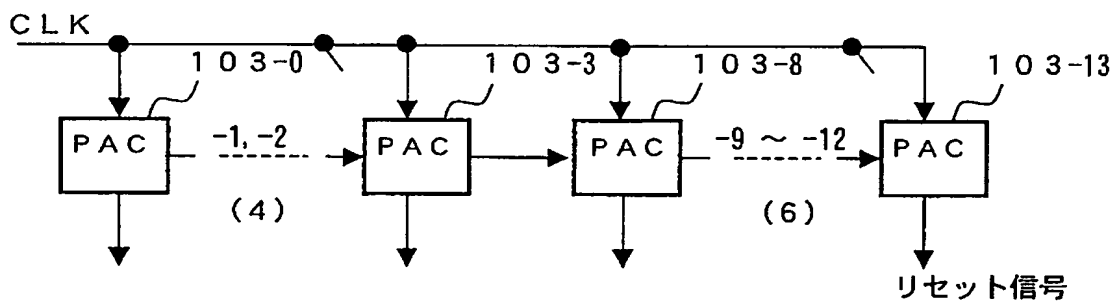 CLK
103-0
103-3
103-8
103-13
PAC
-1, -2
PAC
PAC
-9 ~ -12
PAC
(4)
(6)
リセット信号